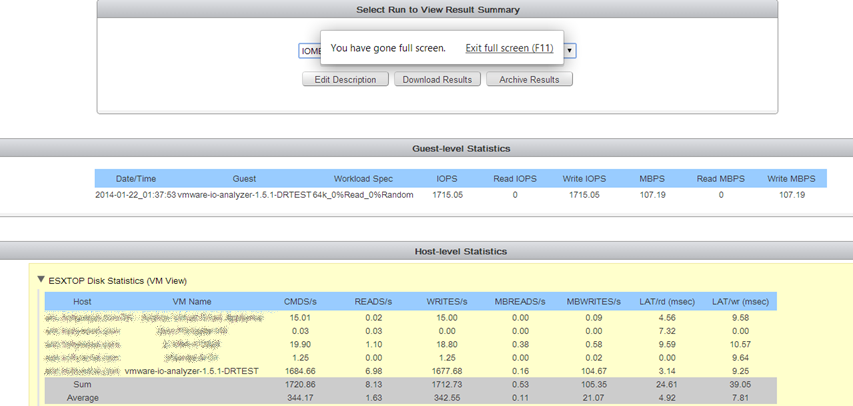 Select Run to View Result Summary
IOME
You have gone full screen. Exit full screen (F11)
Edit Description Download Results Archive Results
Guest-level Statistics
Date/Time Guest Workload Spec IOPS Read IOPS Write IOPS MBPS Read MBPS Write MBPS
2014-01-22_01:37:53 vmware-io-analyzer-1.5.1-DRTEST 64k_0%Read_0%Random 1715.05 0 1715.05 107.19 0 107.19
Host-level Statistics
ESXTOP Disk Statistics (VM View)
Host VM Name CMDS/s READS/s WRITES/s MBREADS/s MBWRITES/s LAT/rd (msec) LAT/wr (msec)
15.01 0.02 15.00 0.00 0.09 4.56 9.58
0.03 0.03 0.00 0.00 0.00 7.32 0.00
19.90 1.10 18.80 0.38 0.58 9.59 10.57
1.25 0.00 1.25 0.00 0.02 0.00 9.64
vmware-io-analyzer-1.5.1-DRTEST 1684.66 6.98 1677.68 0.16 104.67 3.14 9.25
Sum 1720.86 8.13 1712.73 0.53 105.35 24.61 39.05
Average 344.17 1.63 342.55 0.11 21.07 4.92 7.81